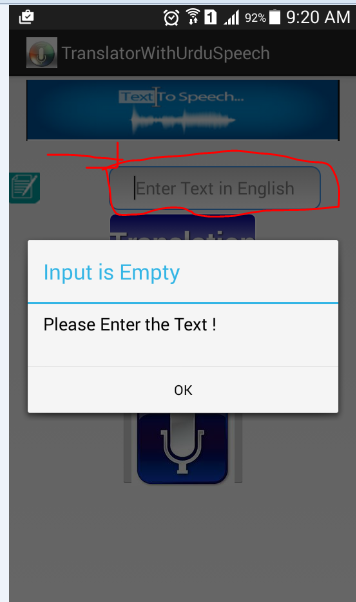 92% 9:20 AM
TranslatorWithUrduSpeech
Text To Speech...
Enter Text in English
Translation
Input is Empty
Please Enter the Text !
OK